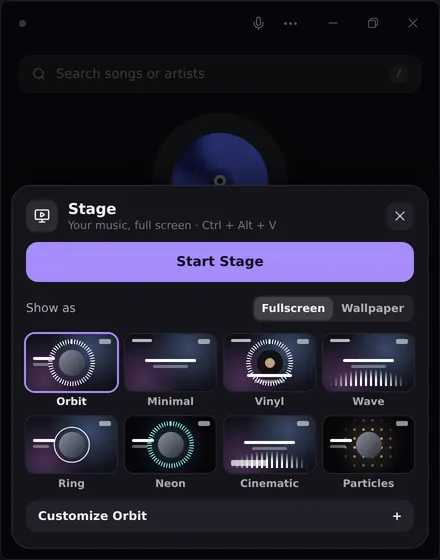 Search songs or artists
/
Stage
Your music, full screen · Ctrl + Alt + V
Start Stage
Show as
Fullscreen
Wallpaper
Orbit
Minimal
Vinyl
Wave
Ring
Neon
Cinematic
Particles
Customize Orbit
+